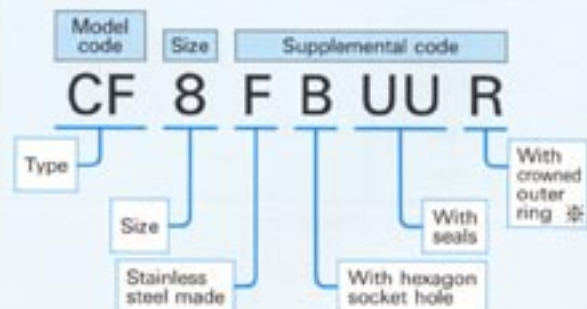 Model
code
Size
Supplemental code
CF 8 F B UU R
Type
With
crowned
outer
ring ※
Size
With
seals
Stainless
steel made
With hexagon
socket hole